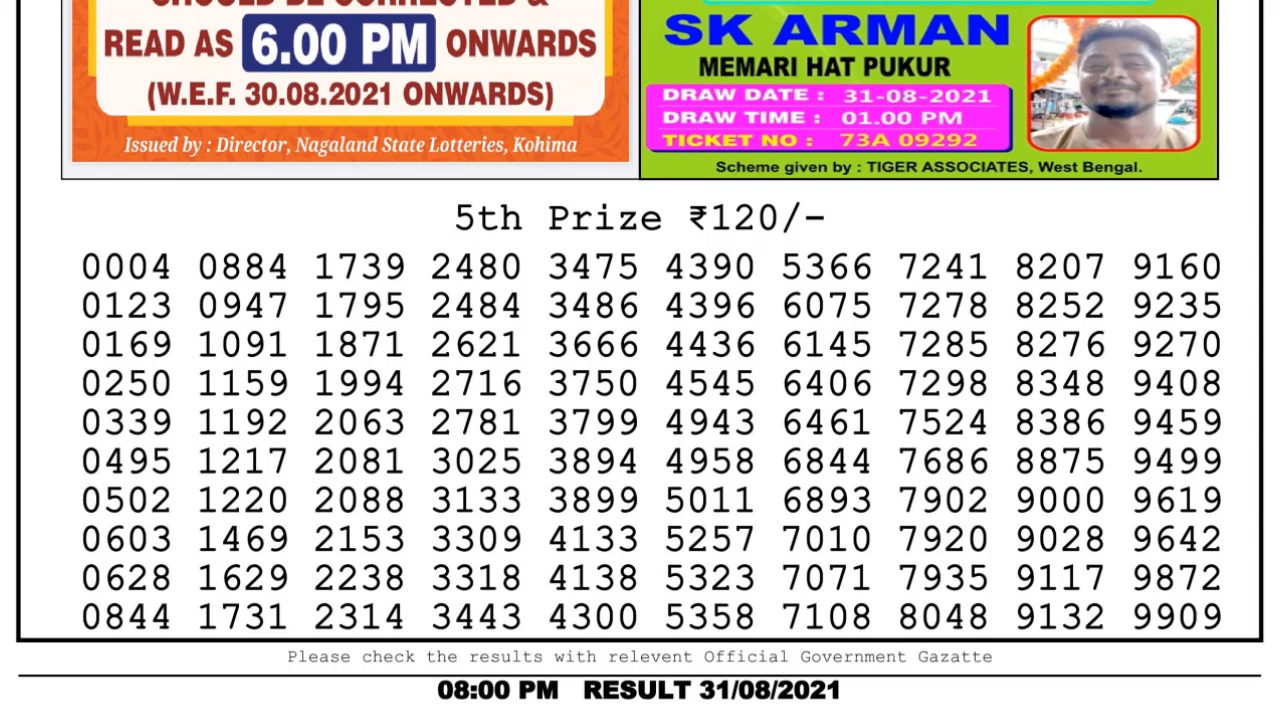 SHOULD BE CORRECTED &
READ AS 6.00 PM ONWARDS
(W.E.F. 30.08.2021 ONWARDS)
Issued by : Director, Nagaland State Lotteries, Kohima
SK ARMAN
MEMARI HAT PUKUR
DRAW DATE : 31-08-2021
DRAW TIME : 01.00 PM
TICKET NO : 73A 09292
Scheme given by : TIGER ASSOCIATES, West Bengal.
5th Prize ₹120/-
0004 0884 1739 2480 3475 4390 5366 7241 8207 9160
0123 0947 1795 2484 3486 4396 6075 7278 8252 9235
0169 1091 1871 2621 3666 4436 6145 7285 8276 9270
0250 1159 1994 2716 3750 4545 6406 7298 8348 9408
0339 1192 2063 2781 3799 4943 6461 7524 8386 9459
0495 1217 2081 3025 3894 4958 6844 7686 8875 9499
0502 1220 2088 3133 3899 5011 6893 7902 9000 9619
0603 1469 2153 3309 4133 5257 7010 7920 9028 9642
0628 1629 2238 3318 4138 5323 7071 7935 9117 9872
0844 1731 2314 3443 4300 5358 7108 8048 9132 9909
Please check the results with relevent Official Government Gazatte
08:00 PM RESULT 31/08/2021